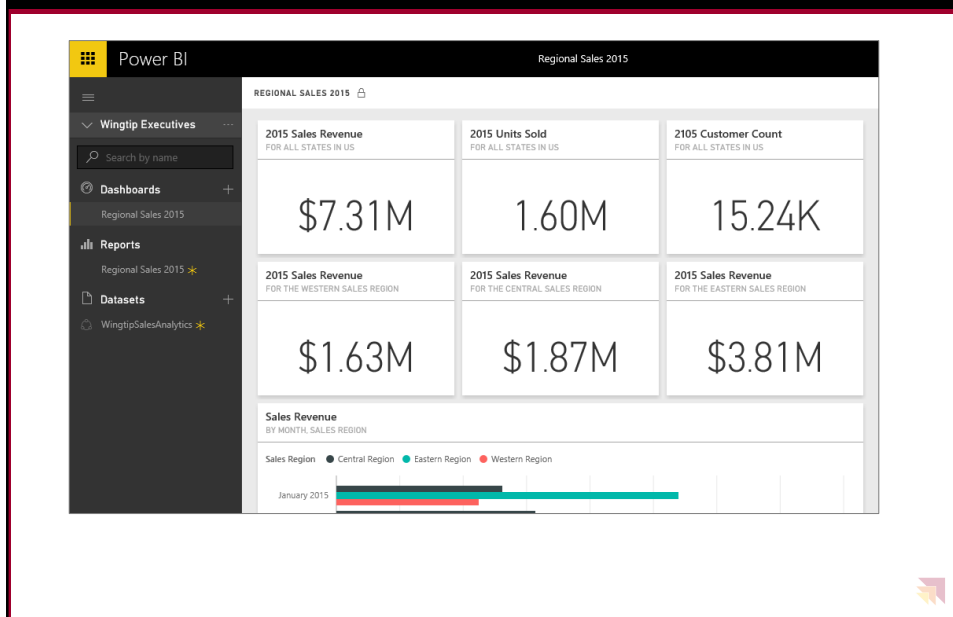 Power BI
Regional Sales 2015
REGIONAL SALES 2015
Wingtip Executives
Search by name
Dashboards
Regional Sales 2015
Reports
Regional Sales 2015
Datasets
WingtipSalesAnalytics
2015 Sales Revenue
FOR ALL STATES IN US
$7.31M
2015 Units Sold
FOR ALL STATES IN US
1.60M
2105 Customer Count
FOR ALL STATES IN US
15.24K
2015 Sales Revenue
FOR THE WESTERN SALES REGION
$1.63M
2015 Sales Revenue
FOR THE CENTRAL SALES REGION
$1.87M
2015 Sales Revenue
FOR THE EASTERN SALES REGION
$3.81M
Sales Revenue
BY MONTH, SALES REGION
Sales Region Central Region Eastern Region Western Region
January 2015